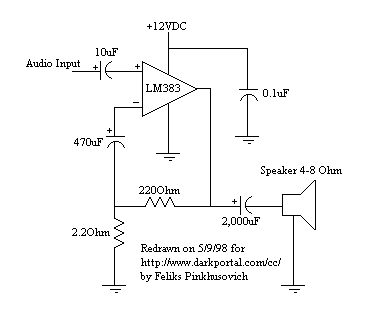 +12VDC
10uF
Audio Input
+
+
LM383
−
0.1uF
+
470uF
Speaker 4-8 Ohm
220Ohm
+
2,000uF
2.2Ohm
Redrawn on 5/9/98 for
http://www.darkportal.com/cc/
by Feliks Pinkhusovich